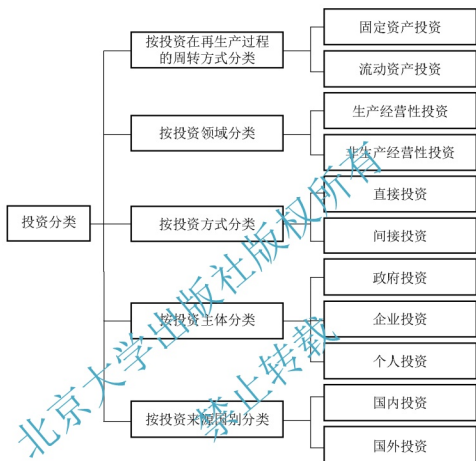 投资分类
按投资在再生产过程
的周转方式分类
固定资产投资
流动资产投资
按投资领域分类
生产经营性投资
非生产经营性投资
按投资方式分类
直接投资
间接投资
按投资主体分类
政府投资
企业投资
个人投资
按投资来源国别分类
国内投资
国外投资
北京大学出版社版权所有
禁止转载